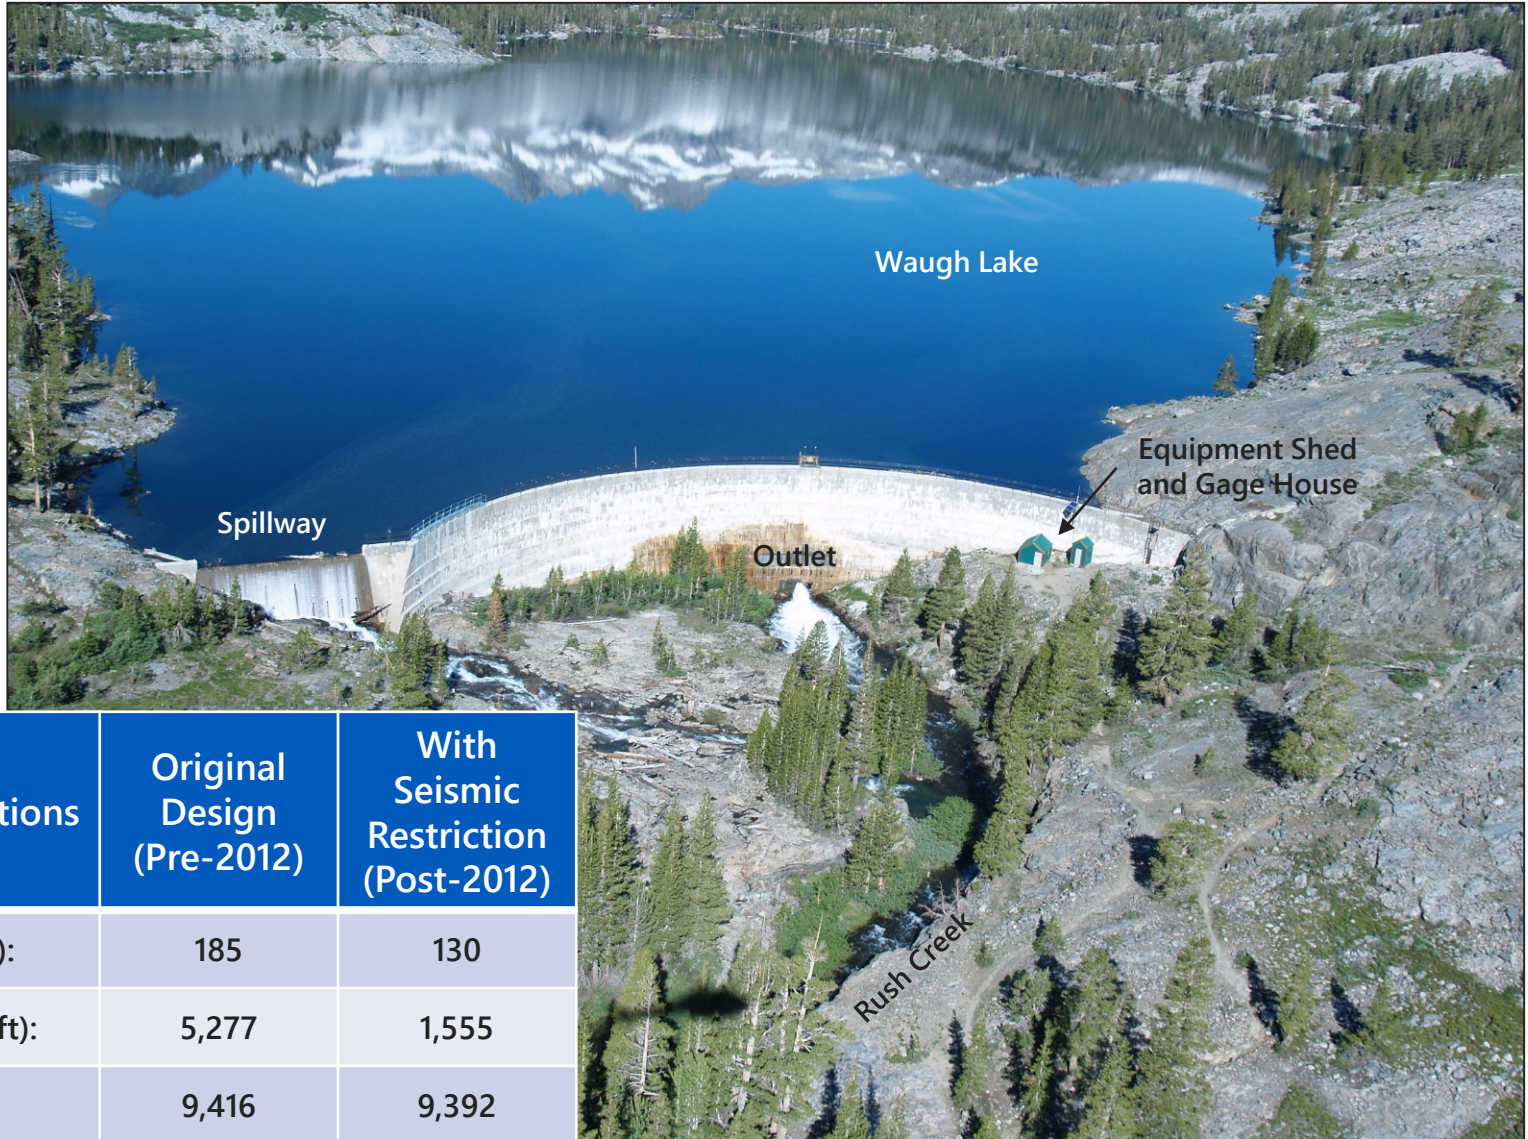 Waugh Lake
Equipment Shed
and Gage House
Spillway
Outlet
Rush Creek
tions
Original
Design
(Pre-2012)
With
Seismic
Restriction
(Post-2012)
):
185
130
ft):
5,277
1,555
9,416
9,392